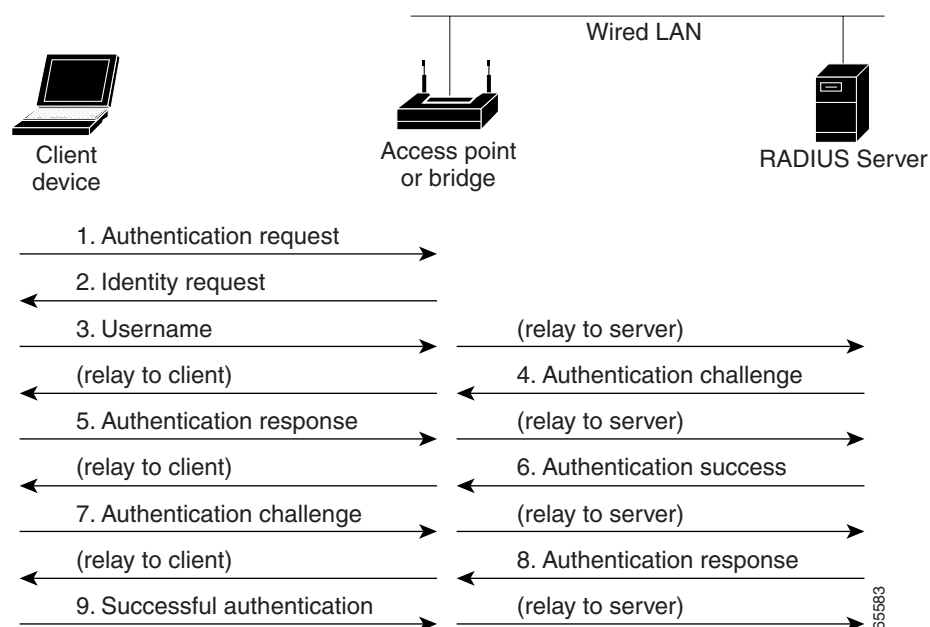 Wired LAN
Client
device
Access point
or bridge
RADIUS Server
1. Authentication request
2. Identity request
3. Username
(relay to server)
(relay to client)
4. Authentication challenge
5. Authentication response
(relay to server)
(relay to client)
6. Authentication success
7. Authentication challenge
(relay to server)
(relay to client)
8. Authentication response
9. Successful authentication
(relay to server)
65583